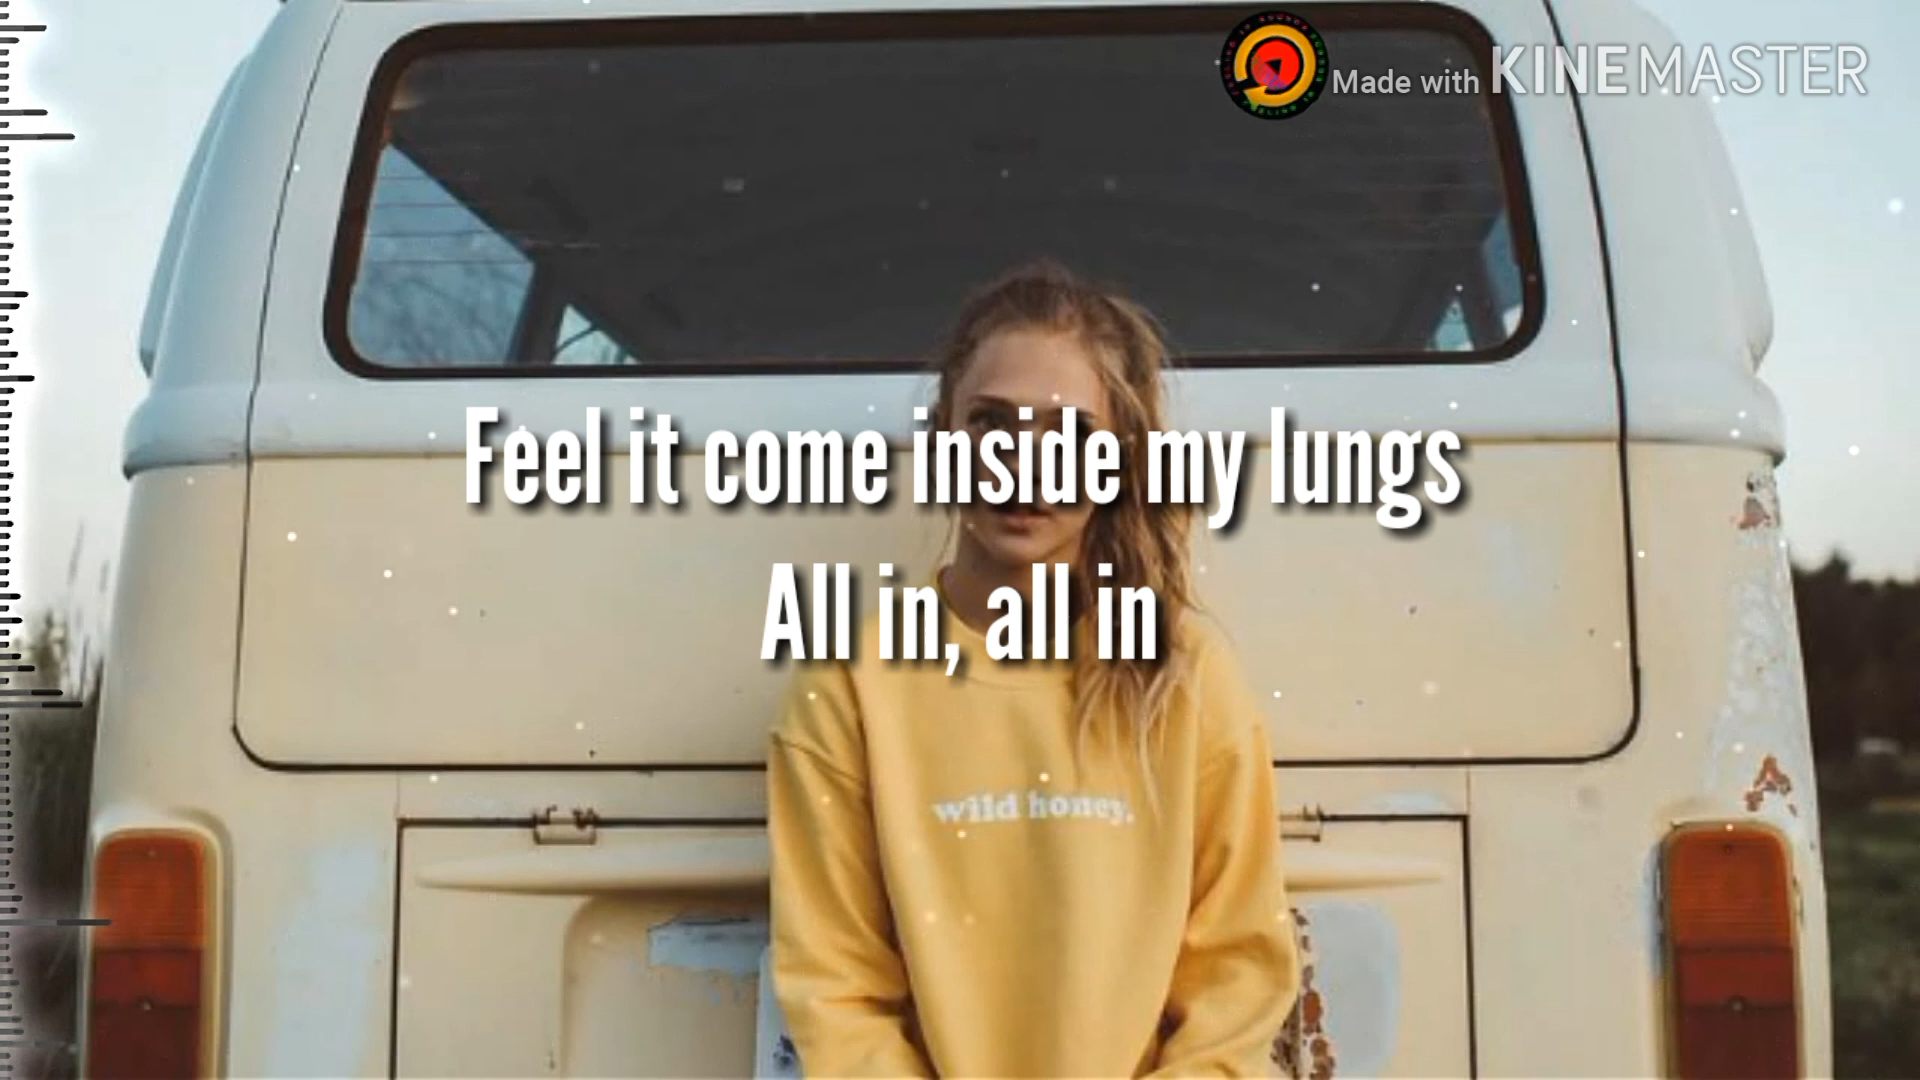 Made with KINEMASTER
Feel it come inside my lungs
All in, all in
wild honey.